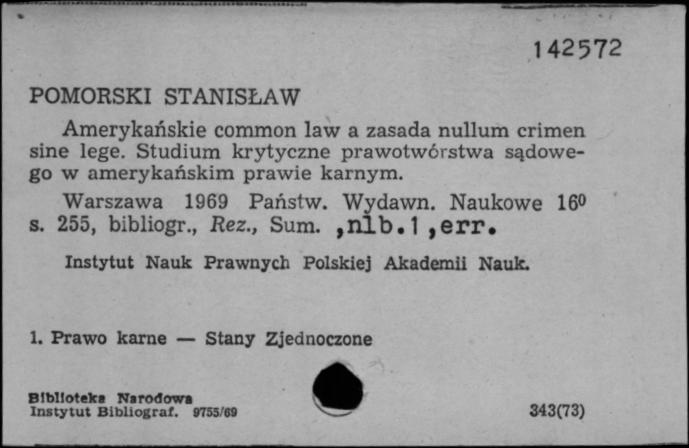 142572
POMORSKI STANISŁAW
Amerykańskie common law a zasada nullum crimen
sine lege. Studium krytyczne prawotwórstwa sądowe-
go w amerykańskim prawie karnym.
Warszawa 1969 Państw. Wydawn. Naukowe 16⁰
s. 255, bibliogr., Rez., Sum. ,nlb.1,err.
Instytut Nauk Prawnych Polskiej Akademii Nauk.
1. Prawo karne — Stany Zjednoczone
Biblioteka Narodowa
Instytut Bibliograf. 9755/69
343(73)